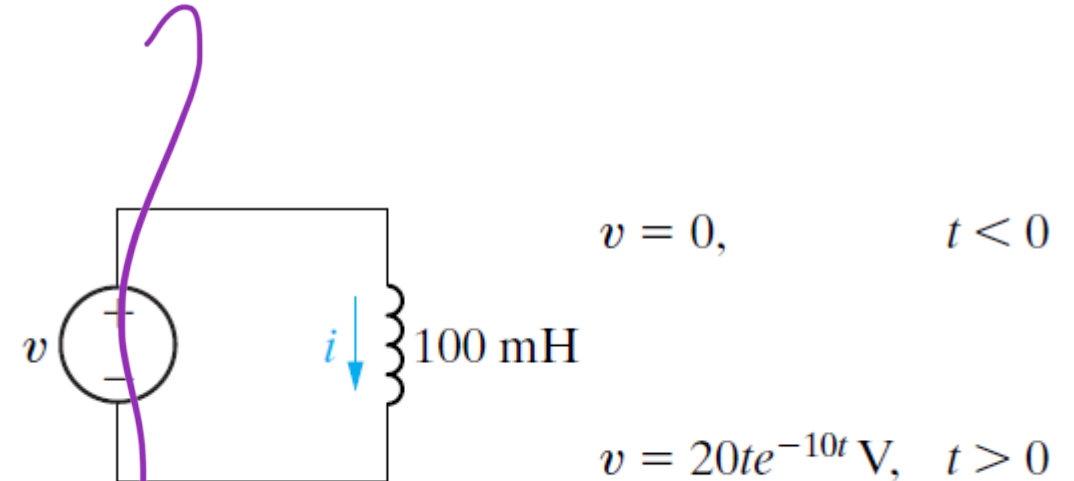 v = 0, t < 0
+
v
−
i
100 mH
v = 20te^{−10t} V, t > 0